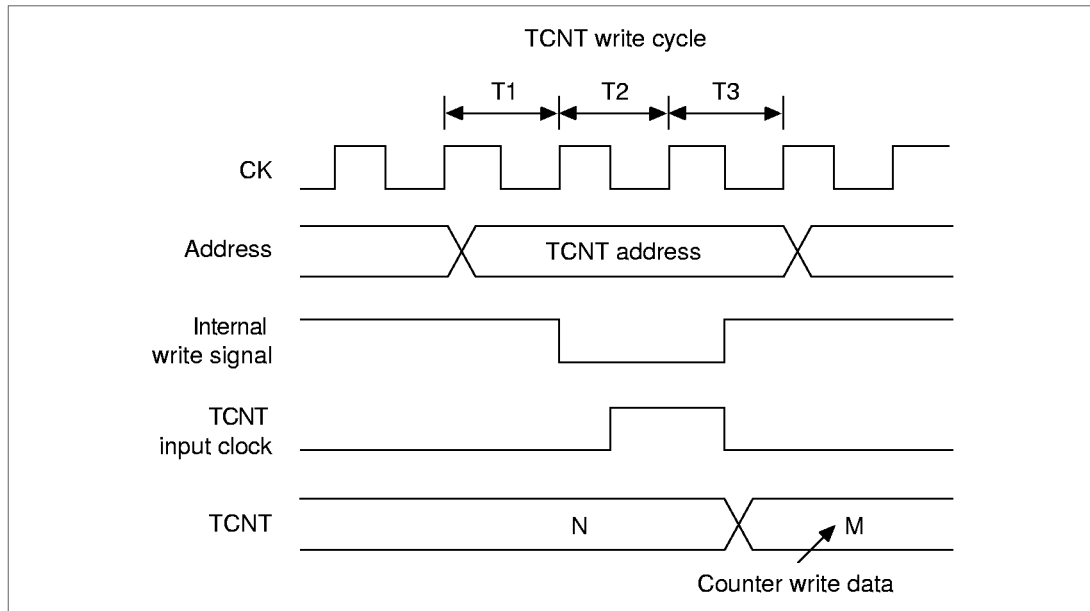 TCNT write cycle
T1 T2 T3
CK
Address TCNT address
Internal
write signal
TCNT
input clock
TCNT N M
Counter write data